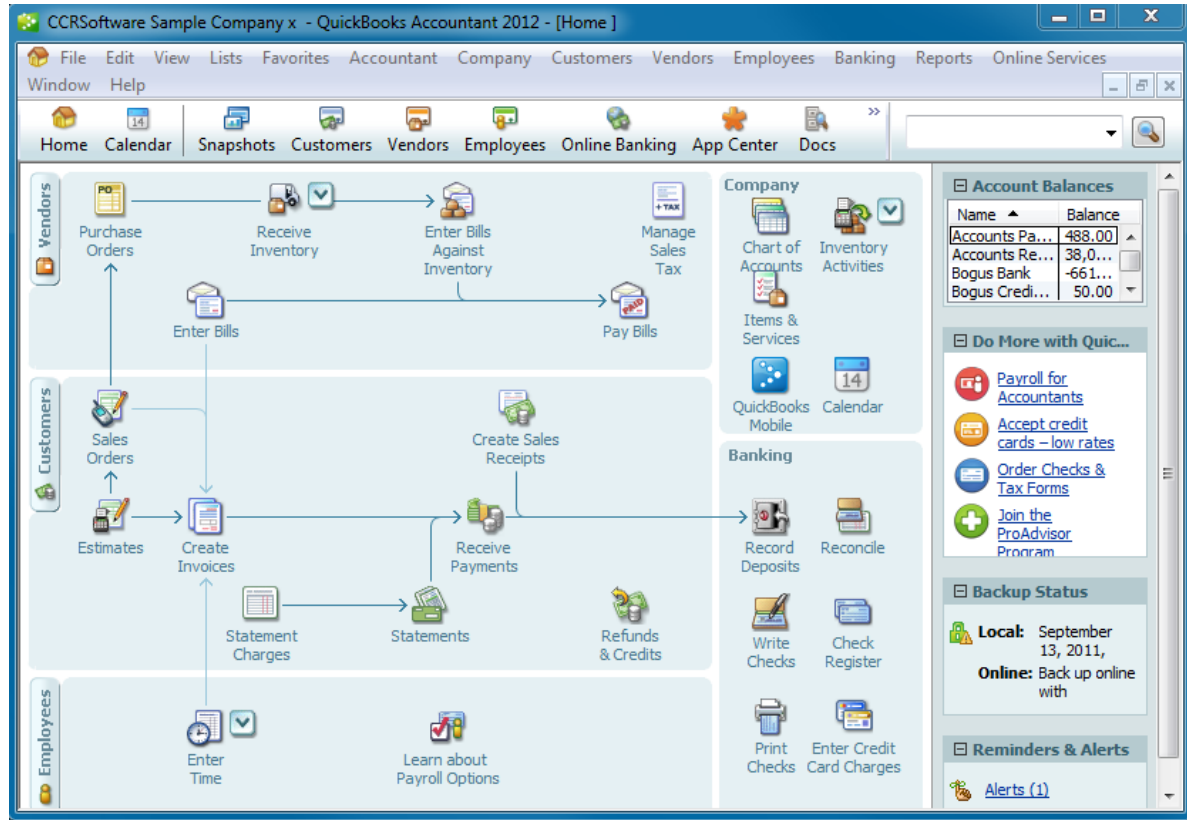 CCRSoftware Sample Company x - QuickBooks Accountant 2012 - [Home ]
File Edit View Lists Favorites Accountant Company Customers Vendors Employees Banking Reports Online Services
Window Help
14
Home Calendar Snapshots Customers Vendors Employees Online Banking App Center Docs
Vendors
PO
Purchase
Orders
Receive
Inventory
Enter Bills
Against
Inventory
+ TAX
Manage
Sales
Tax
Enter Bills
PAID
Pay Bills
Customers
Sales
Orders
Create Sales
Receipts
Estimates
Create
Invoices
Receive
Payments
Statement
Charges
Statements
Refunds
& Credits
Employees
Enter
Time
Learn about
Payroll Options
Company
Chart of
Accounts
Inventory
Activities
Items &
Services
QuickBooks
Mobile
14
Calendar
Banking
Record
Deposits
Reconcile
Write
Checks
Check
Register
Print
Checks
Enter Credit
Card Charges
Account Balances
Name Balance
Accounts Pa... 488.00
Accounts Re... 38,0...
Bogus Bank -661...
Bogus Credi... 50.00
Do More with Quic...
Payroll for
Accountants
Accept credit
cards – low rates
Order Checks &
Tax Forms
Join the
ProAdvisor
Program
Backup Status
Local: September
13, 2011,
Online: Back up online
with
Reminders & Alerts
Alerts (1)